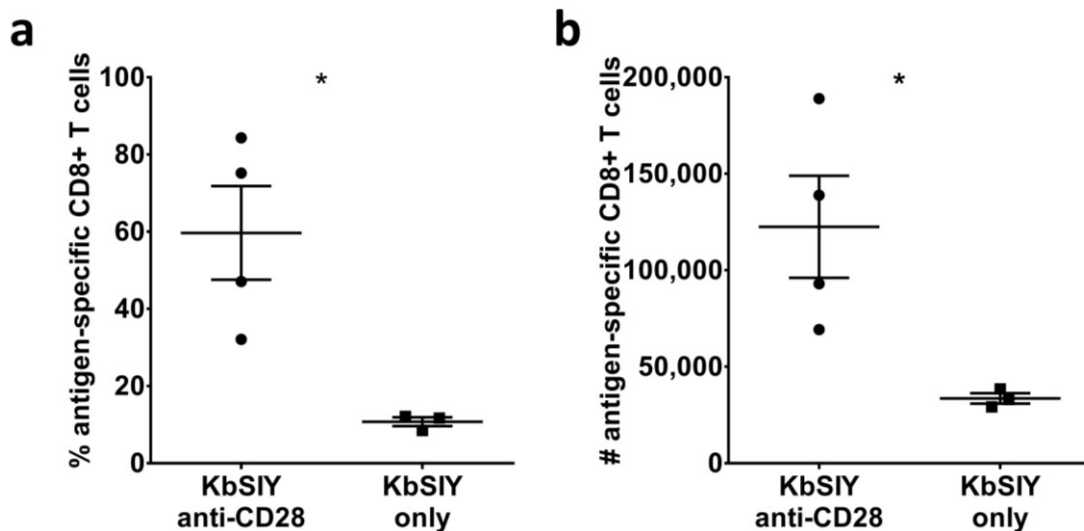 a
% antigen-specific CD8+ T cells
100
80
60
40
20
0
*
KbSIY
anti-CD28
KbSIY
only
b
# antigen-specific CD8+ T cells
200,000
150,000
100,000
50,000
0
*
KbSIY
anti-CD28
KbSIY
only